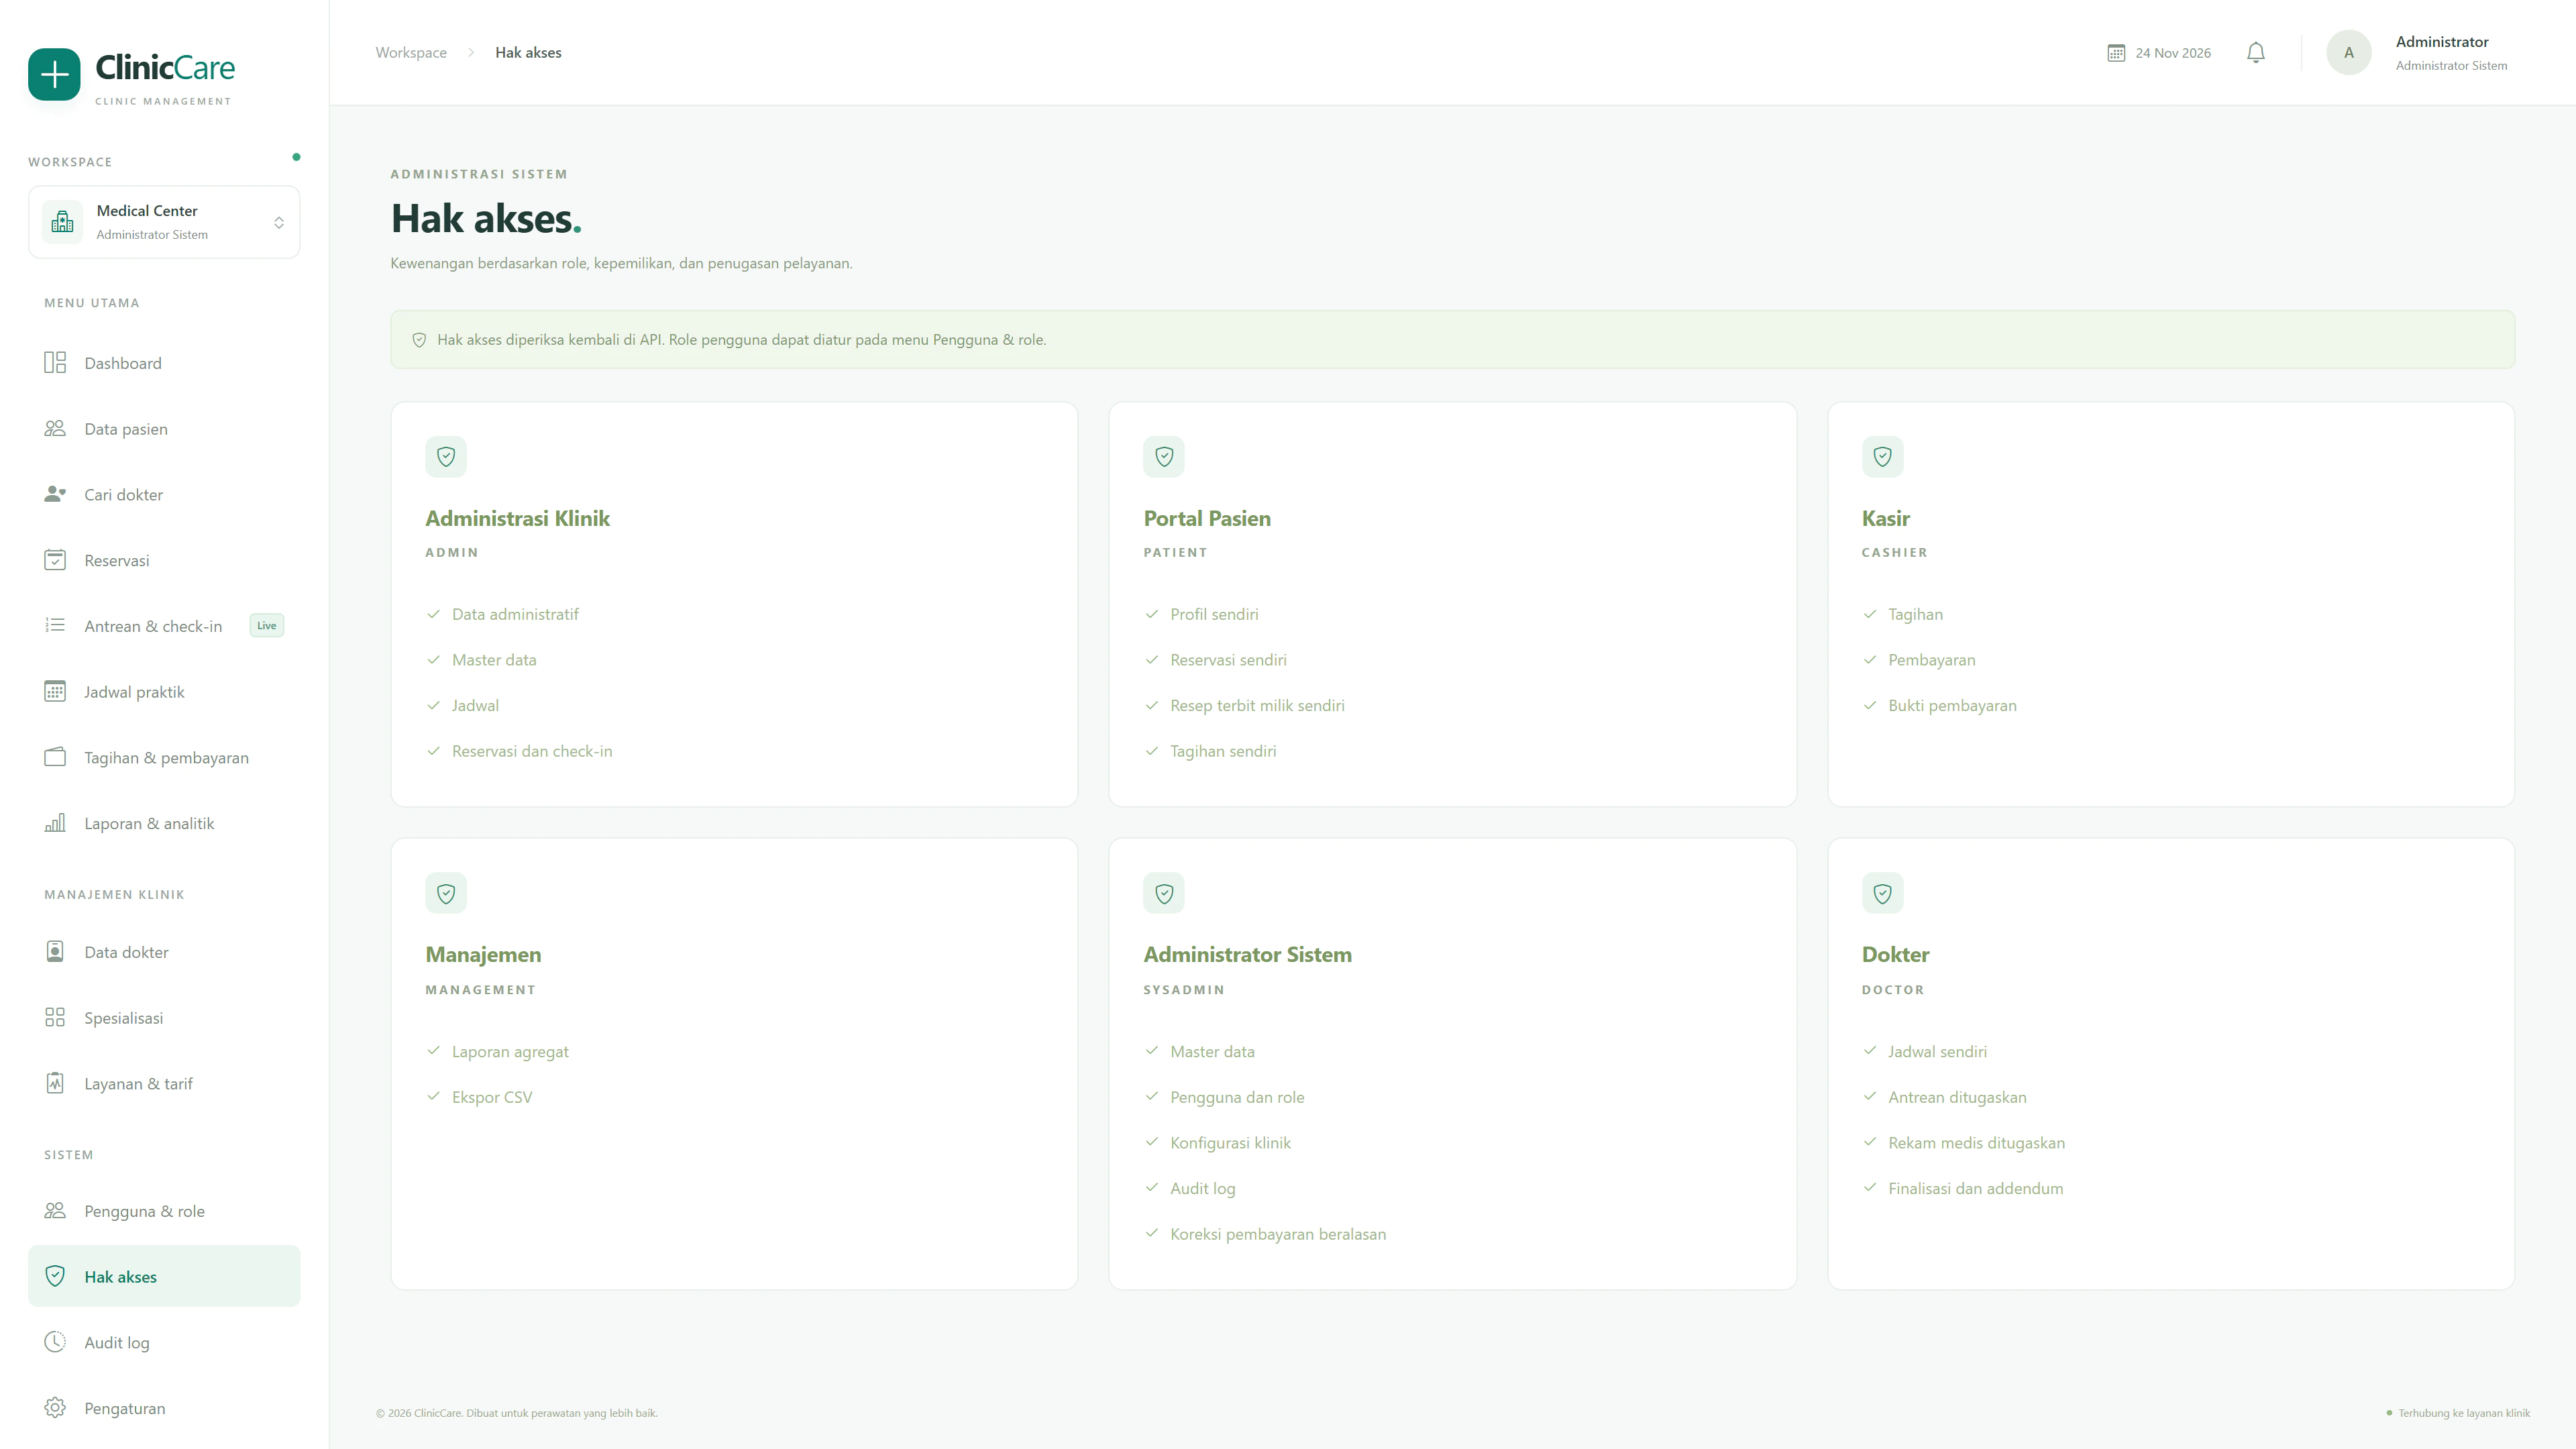 ClinicCare
CLINIC MANAGEMENT
WORKSPACE
Medical Center
Administrator Sistem
MENU UTAMA
Dashboard
Data pasien
Cari dokter
Reservasi
Antrean & check-in
Live
Jadwal praktik
Tagihan & pembayaran
Laporan & analitik
MANAJEMEN KLINIK
Data dokter
Spesialisasi
Layanan & tarif
SISTEM
Pengguna & role
Hak akses
Audit log
Pengaturan
Workspace
Hak akses
24 Nov 2026
A
Administrator
Administrator Sistem
ADMINISTRASI SISTEM
Hak akses.
Kewenangan berdasarkan role, kepemilikan, dan penugasan pelayanan.
Hak akses diperiksa kembali di API. Role pengguna dapat diatur pada menu Pengguna & role.
Administrasi Klinik
ADMIN
Data administratif
Master data
Jadwal
Reservasi dan check-in
Portal Pasien
PATIENT
Profil sendiri
Reservasi sendiri
Resep terbit milik sendiri
Tagihan sendiri
Kasir
CASHIER
Tagihan
Pembayaran
Bukti pembayaran
Manajemen
MANAGEMENT
Laporan agregat
Ekspor CSV
Administrator Sistem
SYSADMIN
Master data
Pengguna dan role
Konfigurasi klinik
Audit log
Koreksi pembayaran beralasan
Dokter
DOCTOR
Jadwal sendiri
Antrean ditugaskan
Rekam medis ditugaskan
Finalisasi dan addendum
© 2026 ClinicCare. Dibuat untuk perawatan yang lebih baik.
Terhubung ke layanan klinik